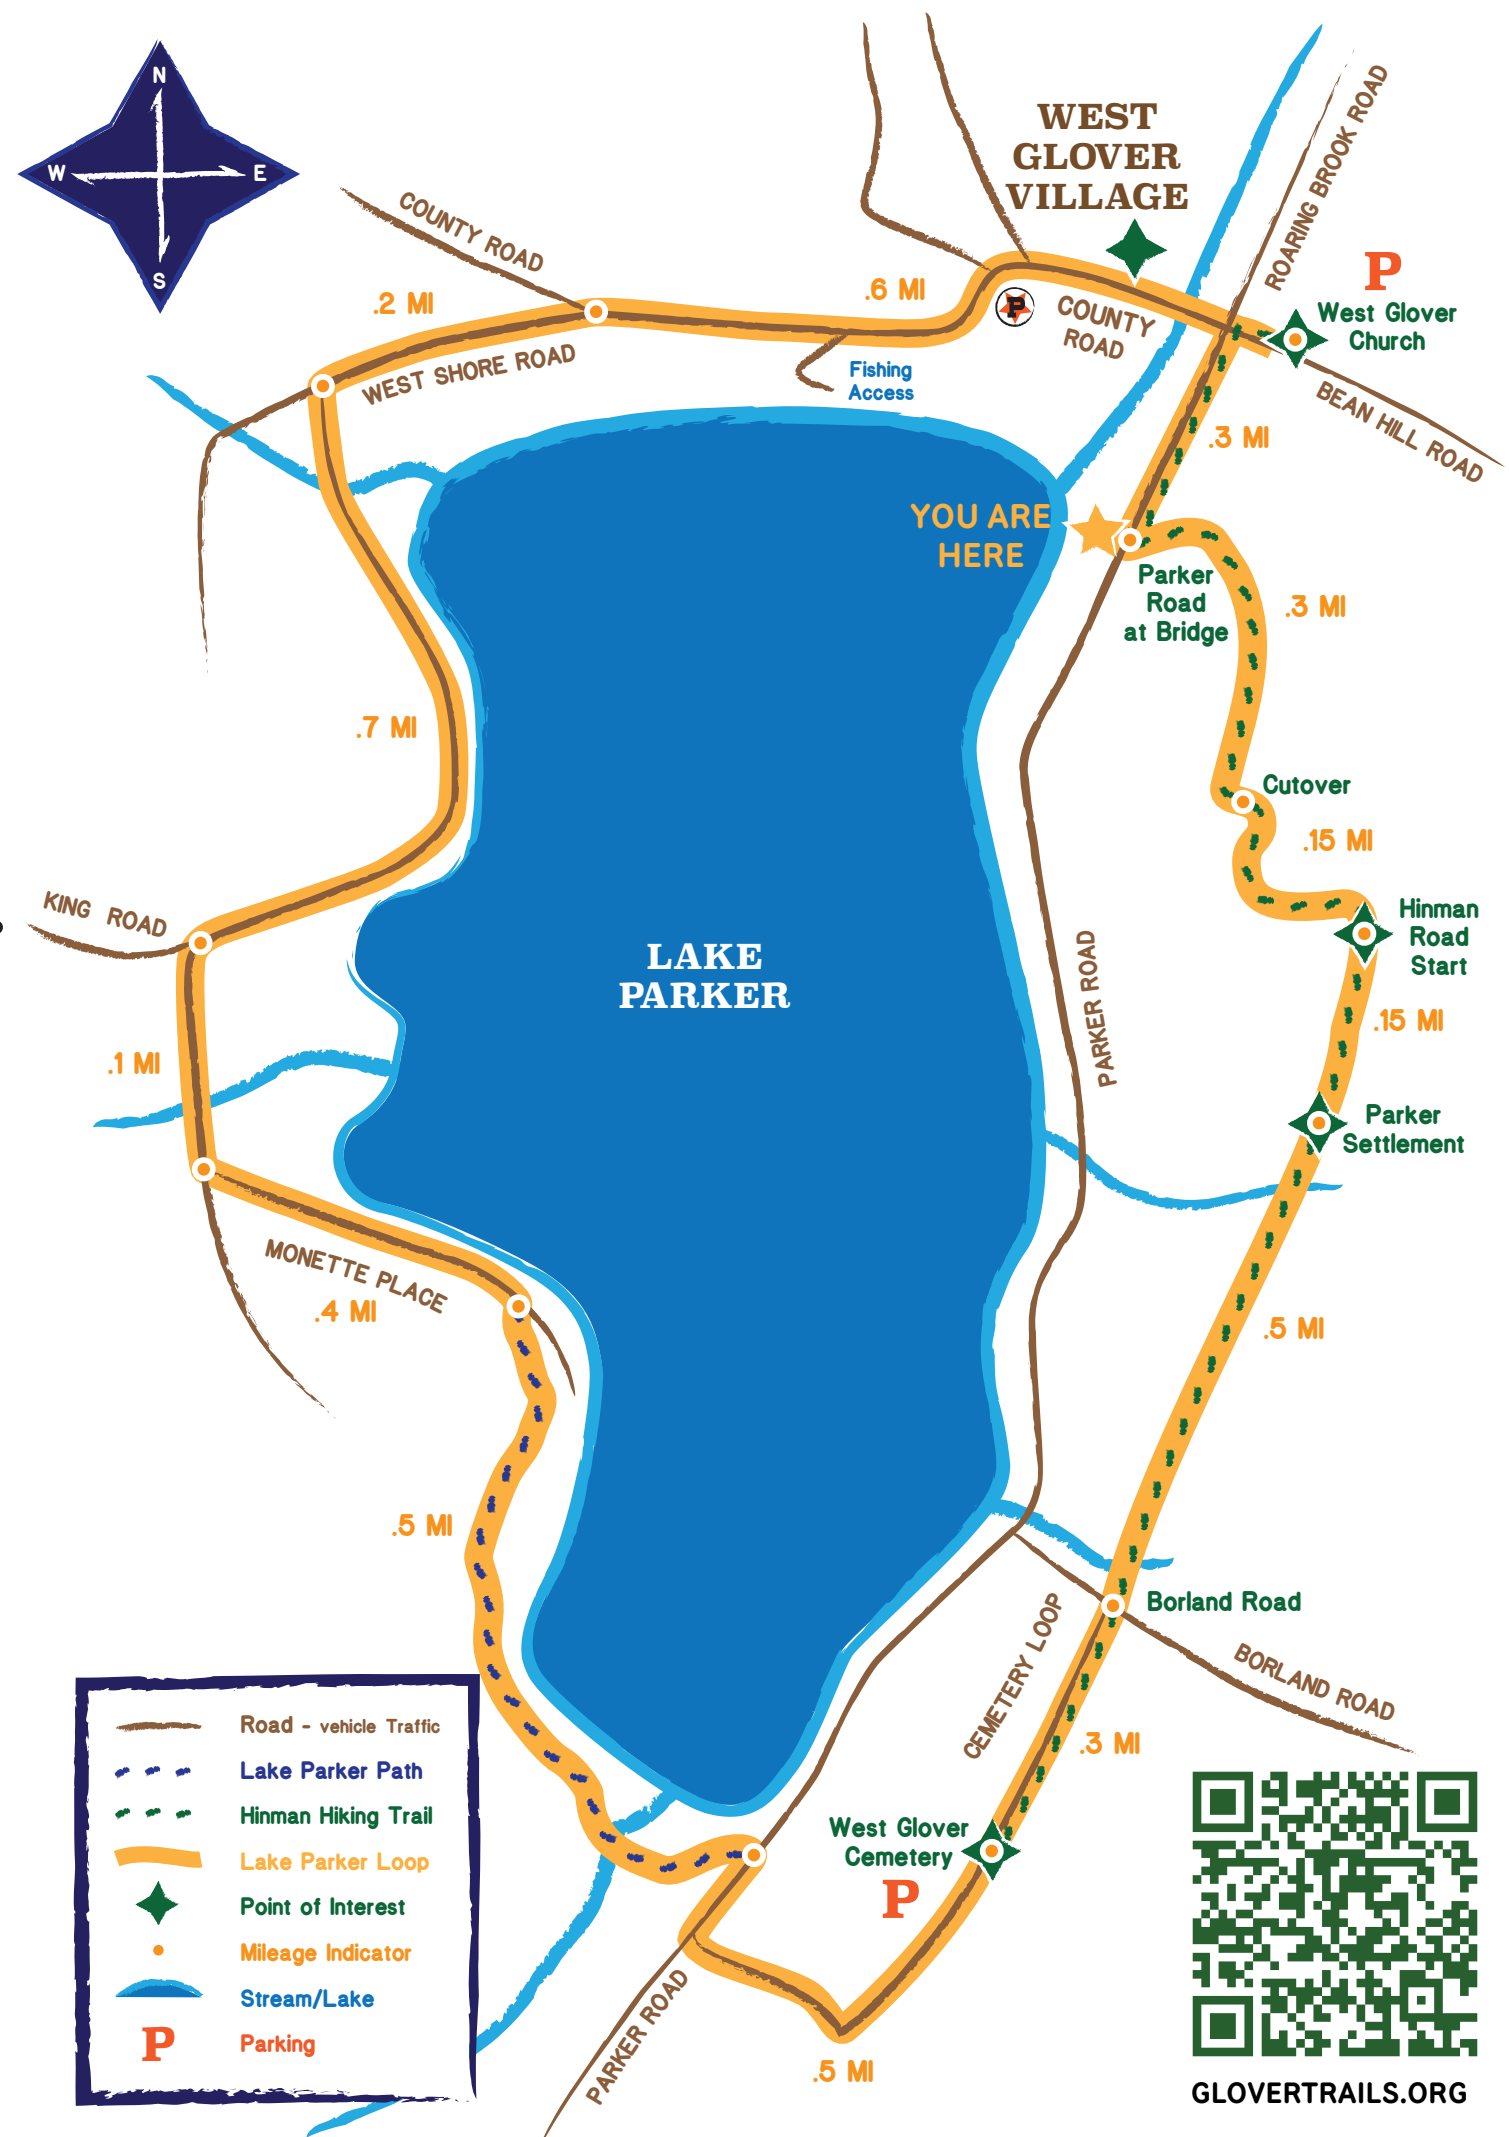 N
W
E
S
WEST
GLOVER
VILLAGE
ROARING BROOK ROAD
COUNTY ROAD
P
West Glover
Church
.2 MI
.6 MI
P
COUNTY
ROAD
WEST SHORE ROAD
Fishing
Access
BEAN HILL ROAD
.3 MI
YOU ARE
HERE
Parker
Road
at Bridge
.3 MI
.7 MI
Cutover
.15 MI
KING ROAD
LAKE
PARKER
PARKER ROAD
Hinman
Road
Start
.15 MI
.1 MI
Parker
Settlement
MONETTE PLACE
.4 MI
.5 MI
.5 MI
Borland Road
CEMETERY LOOP
BORLAND ROAD
.3 MI
West Glover
Cemetery
P
PARKER ROAD
.5 MI
Road - vehicle Traffic
Lake Parker Path
Hinman Hiking Trail
Lake Parker Loop
Point of Interest
Mileage Indicator
Stream/Lake
P Parking
GLOVERTRAILS.ORG